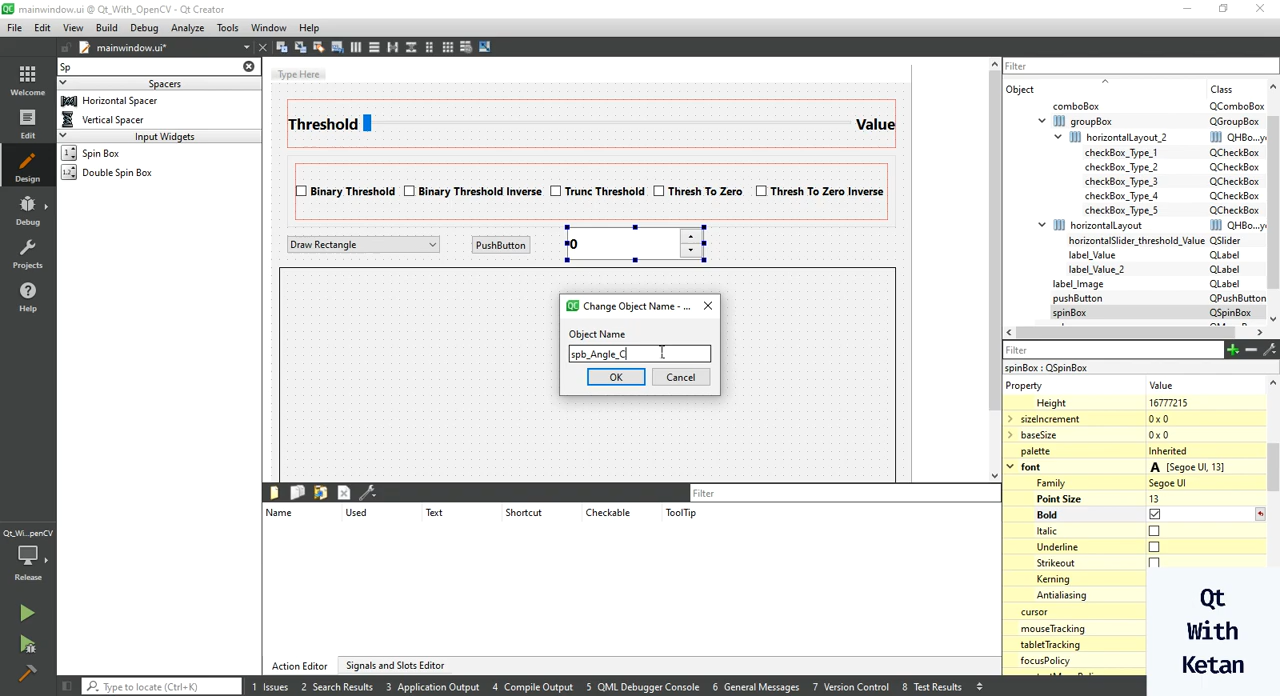 mainwindow.ui @ Qt_With_OpenCV - Qt Creator
File Edit View Build Debug Analyze Tools Window Help
mainwindow.ui*
Sp
Filter
Welcome
Edit
Design
Debug
Projects
Help
Qt_Wi...penCV
Release
Spacers
Horizontal Spacer
Vertical Spacer
Input Widgets
Spin Box
Double Spin Box
Type Here
Threshold Value
Binary Threshold Binary Threshold Inverse Trunc Threshold Thresh To Zero Thresh To Zero Inverse
Draw Rectangle PushButton 0
Change Object Name - ...
Object Name
spb_Angle_C
OK Cancel
Filter
Name Used Text Shortcut Checkable ToolTip
Action Editor Signals and Slots Editor
Object Class
comboBox QComboBox
groupBox QGroupBox
horizontalLayout_2 QHBo...y
checkBox_Type_1 QCheckBox
checkBox_Type_2 QCheckBox
checkBox_Type_3 QCheckBox
checkBox_Type_4 QCheckBox
checkBox_Type_5 QCheckBox
horizontalLayout QHBo...y
horizontalSlider_threshold_Value QSlider
label_Value QLabel
label_Value_2 QLabel
label_Image QLabel
pushButton QPushButton
spinBox QSpinBox
Filter
spinBox : QSpinBox
Property Value
Height 16777215
sizeIncrement 0 x 0
baseSize 0 x 0
palette Inherited
font A [Segoe UI, 13]
Family Segoe UI
Point Size 13
Bold
Italic
Underline
Strikeout
Kerning
Antialiasing
cursor
mouseTracking
tabletTracking
focusPolicy
Qt
With
Ketan
Type to locate (Ctrl+K) 1 Issues 2 Search Results 3 Application Output 4 Compile Output 5 QML Debugger Console 6 General Messages 7 Version Control 8 Test Results